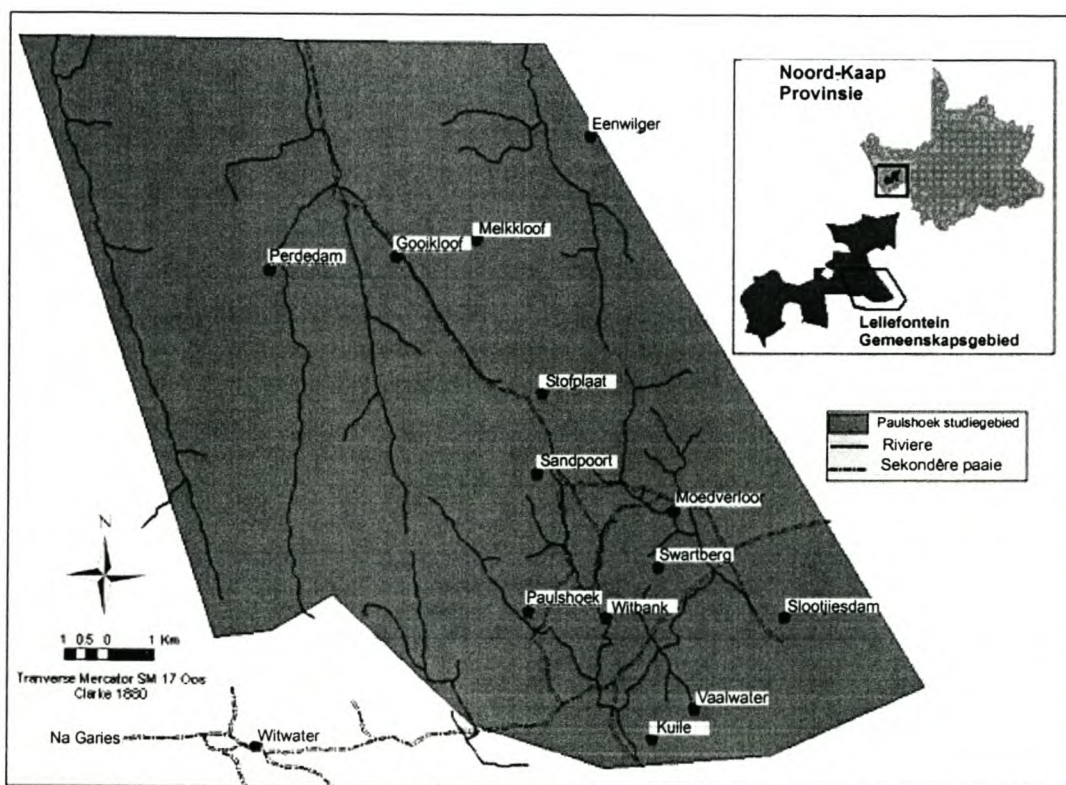 Noord-Kaap
Provinsie
Eenwilger
Melkkloof
Gooikloof
Perdedam
Leliefontein
Gemeenskapsgebied
Stofplaat
Paulshoek studiegebied
Riviere
Sekondêre paaie
Sandpoort
Moedverloor
N
Swartberg
Paulshoek
Witbank
Slootjiesdam
1 0.5 0 1 Km
Tranverse Mercator SM 17 Oos
Clarke 1880
Vaalwater
Kuile
Na Garies
Witwater